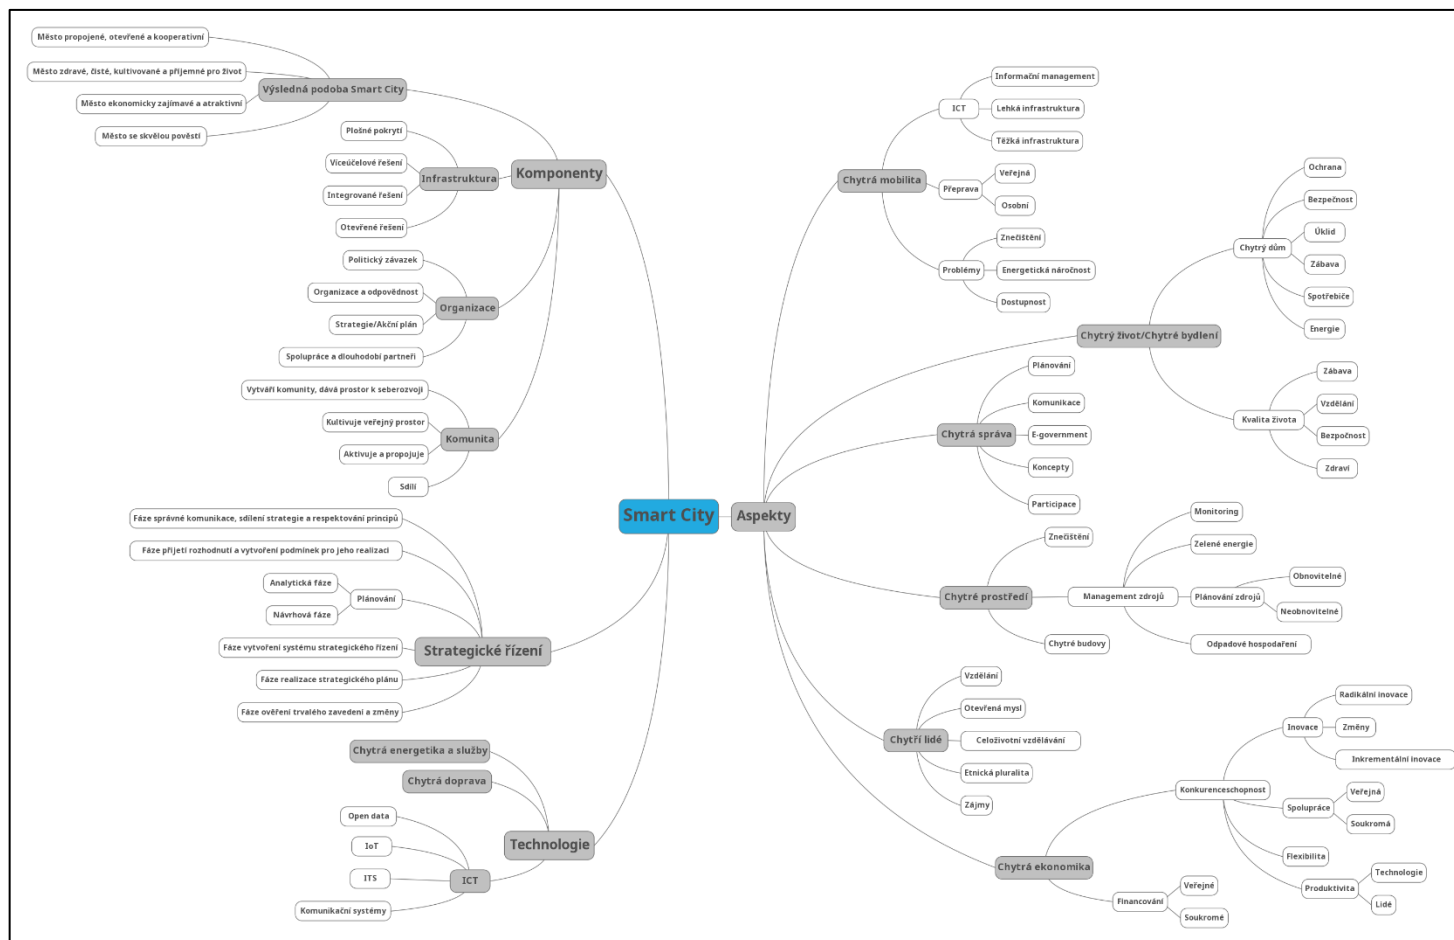 Smart City
Komponenty
Výsledná podoba Smart City
Město propojené, otevřené a kooperativní
Město zdravé, čisté, kultivované a příjemné pro život
Město ekonomicky zajímavé a atraktivní
Město se skvělou pověstí
Infrastruktura
Plošné pokrytí
Víceúčelové řešení
Integrované řešení
Otevřené řešení
Organizace
Politický závazek
Organizace a odpovědnost
Strategie/Akční plán
Spolupráce a dlouhodobí partneři
Komunita
Vytváří komunity, dává prostor k seberozvoji
Kultivuje veřejný prostor
Aktivuje a propojuje
Sdílí
Strategické řízení
Fáze správné komunikace, sdílení strategie a respektování principů
Fáze přijetí rozhodnutí a vytvoření podmínek pro jeho realizaci
Plánování
Analytická fáze
Návrhová fáze
Fáze vytvoření systému strategického řízení
Fáze realizace strategického plánu
Fáze ověření trvalého zavedení a změny
Technologie
Chytrá energetika a služby
Chytrá doprava
ICT
Open data
IoT
ITS
Komunikační systémy
Aspekty
Chytrá mobilita
ICT
Informační management
Lehká infrastruktura
Těžká infrastruktura
Přeprava
Veřejná
Osobní
Problémy
Znečištění
Energetická náročnost
Dostupnost
Chytrý život/Chytré bydlení
Chytrý dům
Ochrana
Bezpečnost
Úklid
Zábava
Spotřebiče
Energie
Kvalita života
Zábava
Vzdělání
Bezpočnost
Zdraví
Chytrá správa
Plánování
Komunikace
E-government
Koncepty
Participace
Chytré prostředí
Znečištění
Management zdrojů
Monitoring
Zelené energie
Plánování zdrojů
Obnovitelné
Neobnovitelné
Odpadové hospodaření
Chytré budovy
Chytří lidé
Vzdělání
Otevřená mysl
Celoživotní vzdělávání
Etnická pluralita
Zájmy
Chytrá ekonomika
Konkurenceschopnost
Inovace
Radikální inovace
Změny
Inkrementální inovace
Spolupráce
Veřejná
Soukromá
Flexibilita
Produktivita
Technologie
Lidé
Financování
Veřejné
Soukromé